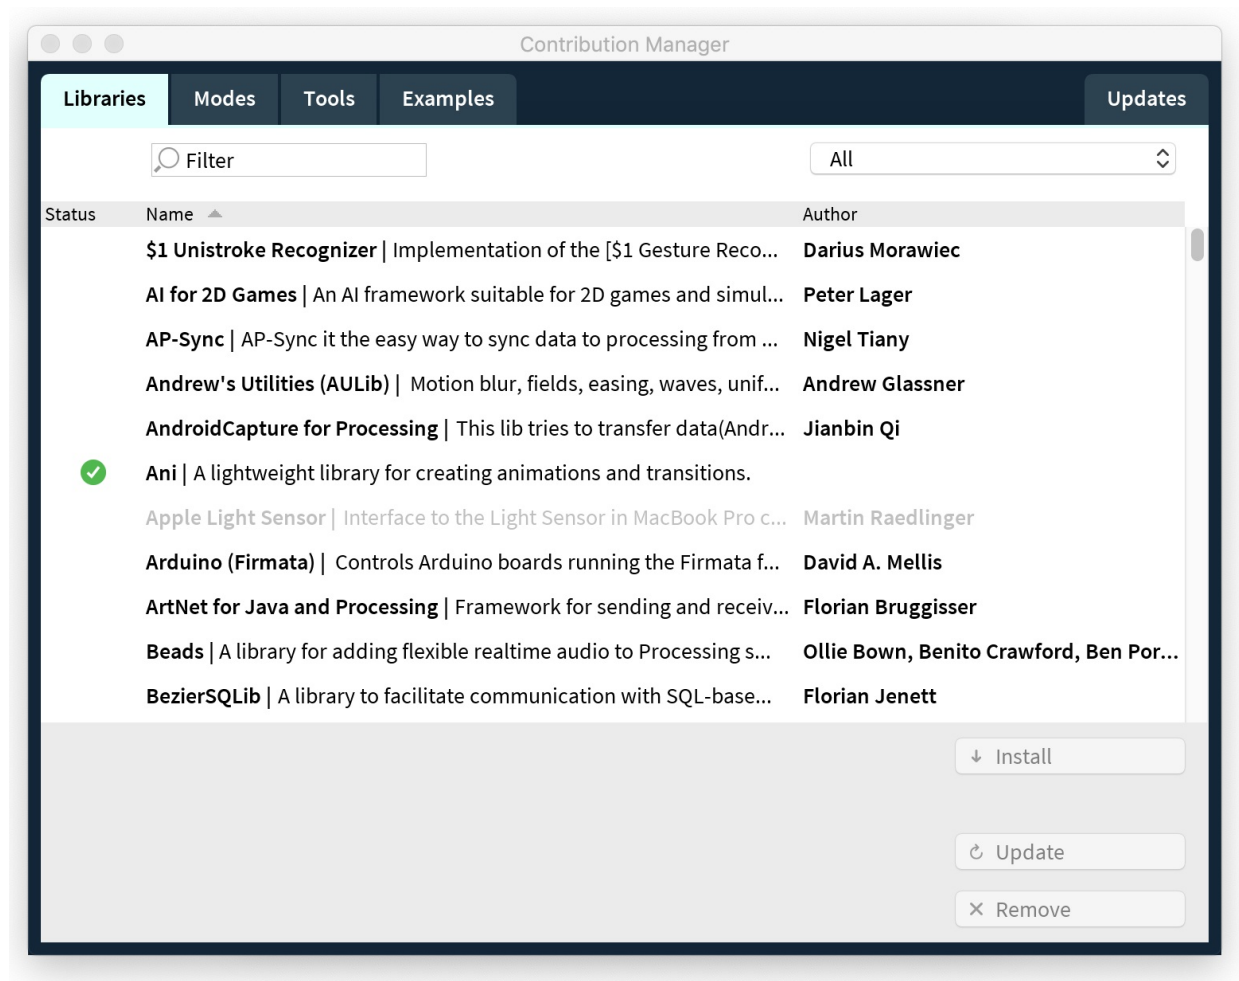 Contribution Manager
Libraries Modes Tools Examples Updates
Filter All
Status Name Author
$1 Unistroke Recognizer | Implementation of the [$1 Gesture Reco... Darius Morawiec
AI for 2D Games | An AI framework suitable for 2D games and simul... Peter Lager
AP-Sync | AP-Sync it the easy way to sync data to processing from ... Nigel Tiany
Andrew's Utilities (AULib) | Motion blur, fields, easing, waves, unif... Andrew Glassner
AndroidCapture for Processing | This lib tries to transfer data(Andr... Jianbin Qi
Ani | A lightweight library for creating animations and transitions.
Apple Light Sensor | Interface to the Light Sensor in MacBook Pro c... Martin Raedlinger
Arduino (Firmata) | Controls Arduino boards running the Firmata f... David A. Mellis
ArtNet for Java and Processing | Framework for sending and receiv... Florian Bruggisser
Beads | A library for adding flexible realtime audio to Processing s... Ollie Bown, Benito Crawford, Ben Por...
BezierSQLib | A library to facilitate communication with SQL-base... Florian Jenett
Install
Update
Remove